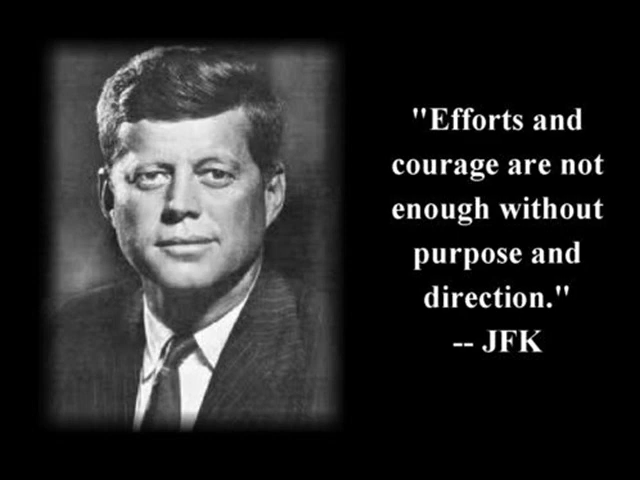 "Efforts and
courage are not
enough without
purpose and
direction."
-- JFK